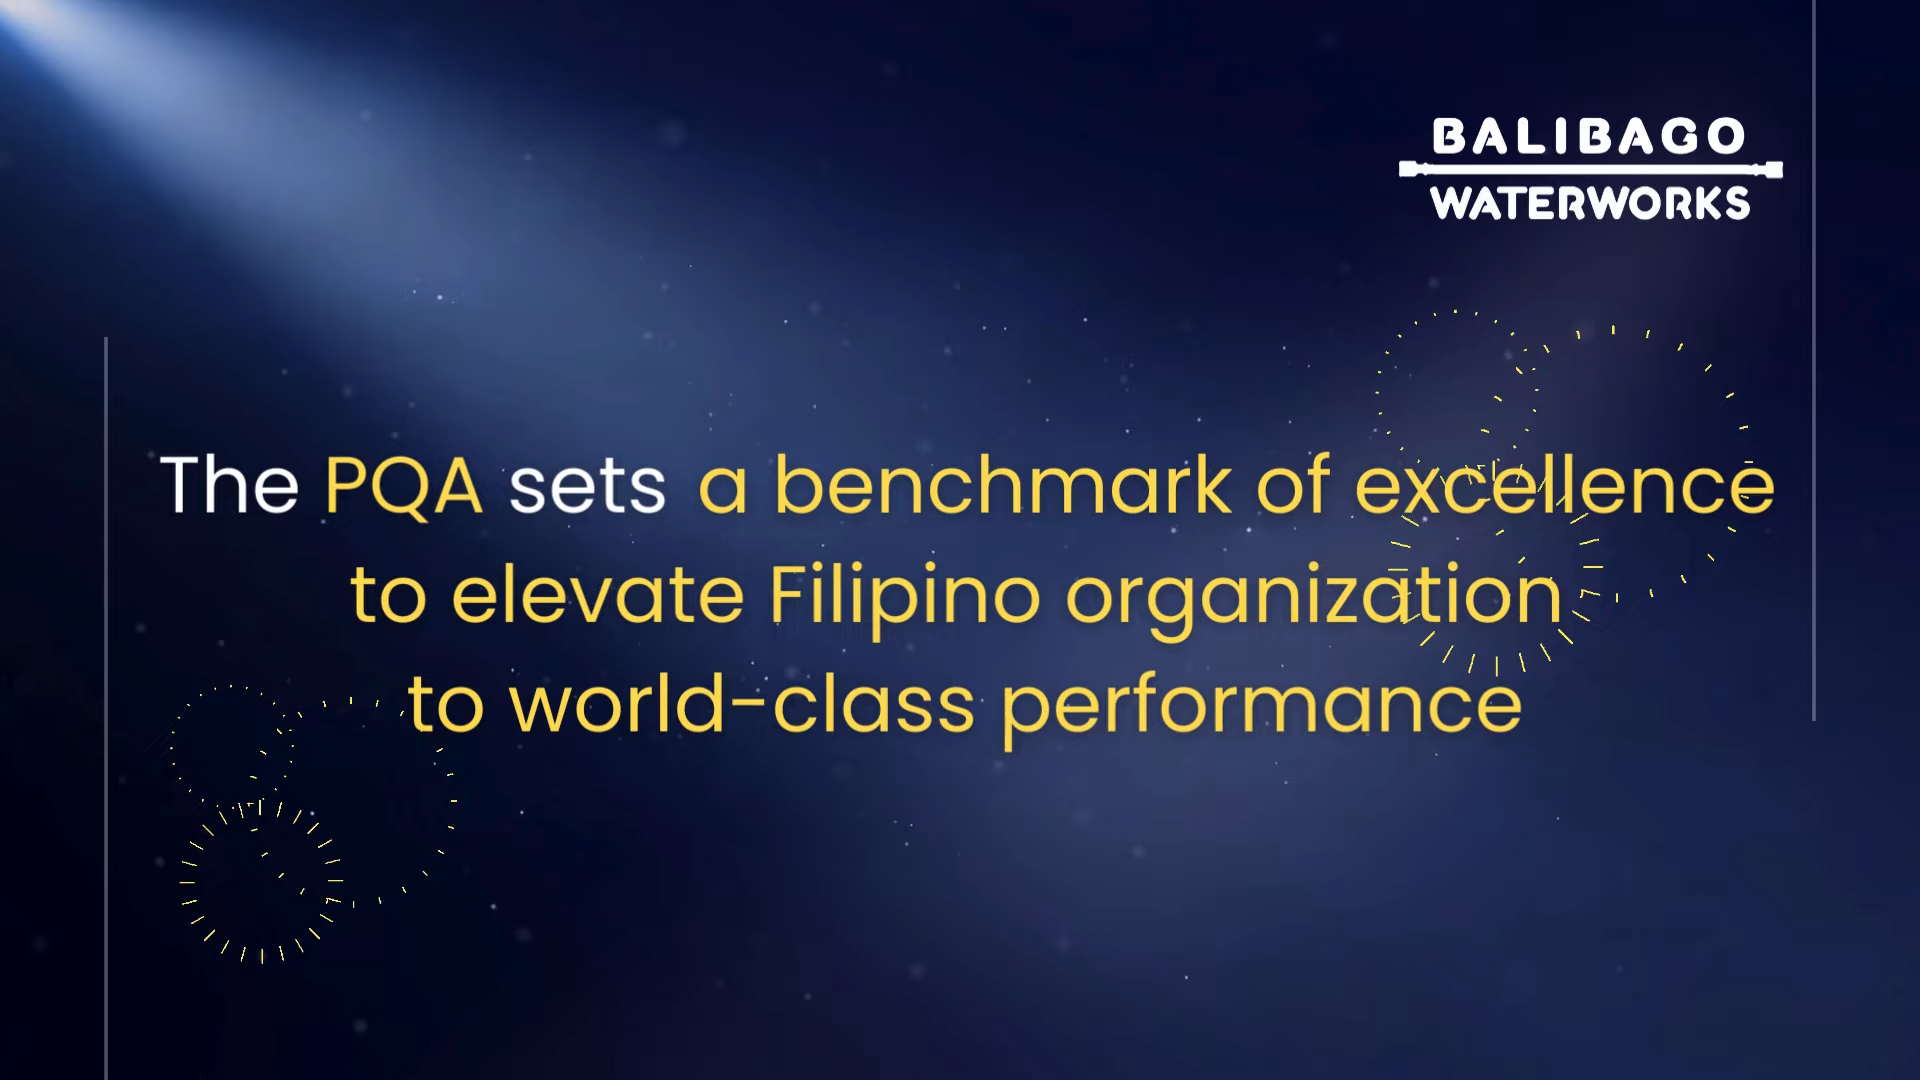 BALIBAGO
WATERWORKS
The PQA sets a benchmark of excellence
to elevate Filipino organization
to world-class performance